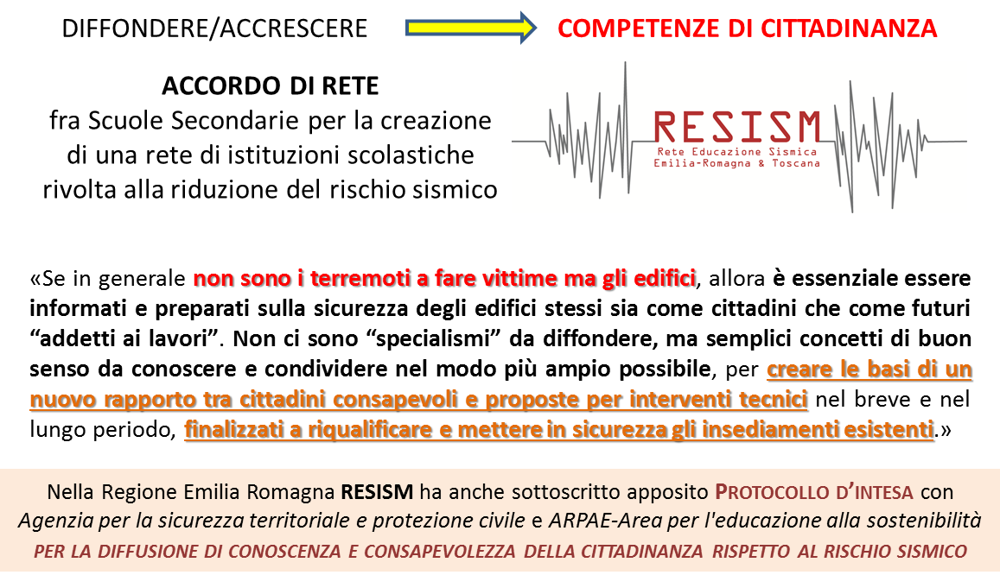 DIFFONDERE/ACCRESCERE
COMPETENZE DI CITTADINANZA
ACCORDO DI RETE
fra Scuole Secondarie per la creazione
di una rete di istituzioni scolastiche
rivolta alla riduzione del rischio sismico
RESISM
Rete Educazione Sismica
Emilia-Romagna & Toscana
«Se in generale non sono i terremoti a fare vittime ma gli edifici, allora è essenziale essere
informati e preparati sulla sicurezza degli edifici stessi sia come cittadini che come futuri
“addetti ai lavori”. Non ci sono “specialismi” da diffondere, ma semplici concetti di buon
senso da conoscere e condividere nel modo più ampio possibile, per creare le basi di un
nuovo rapporto tra cittadini consapevoli e proposte per interventi tecnici nel breve e nel
lungo periodo, finalizzati a riqualificare e mettere in sicurezza gli insediamenti esistenti.»
Nella Regione Emilia Romagna RESISM ha anche sottoscritto apposito PROTOCOLLO D’INTESA con
Agenzia per la sicurezza territoriale e protezione civile e ARPAE-Area per l'educazione alla sostenibilità
PER LA DIFFUSIONE DI CONOSCENZA E CONSAPEVOLEZZA DELLA CITTADINANZA RISPETTO AL RISCHIO SISMICO